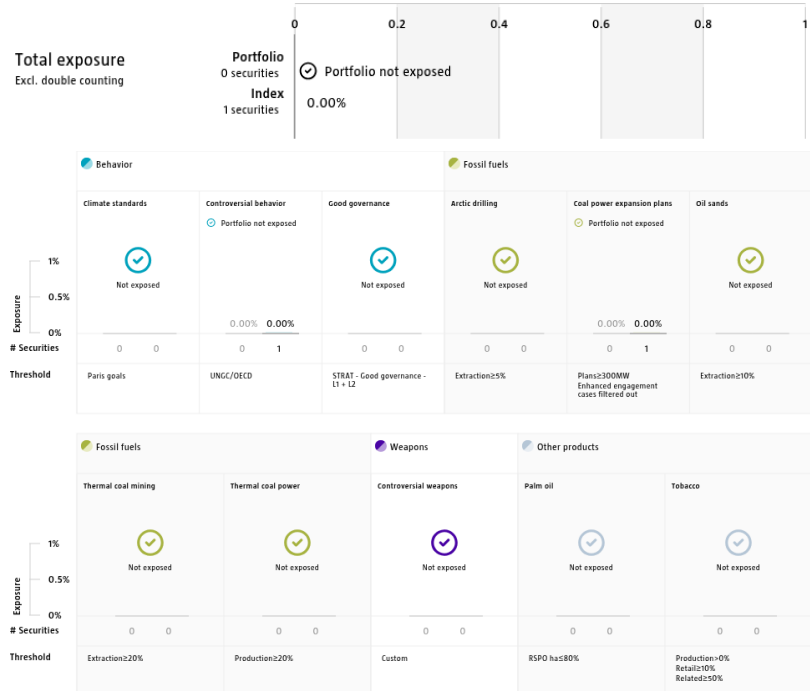 0 0.2 0.4 0.6 0.8 1
Total exposure
Excl. double counting
Portfolio
0 securities
Portfolio not exposed
Index
1 securities
0.00%
Behavior Fossil fuels
Climate standards Controversial behavior Good governance Arctic drilling Coal power expansion plans Oil sands
Portfolio not exposed Portfolio not exposed
Not exposed Not exposed Not exposed Not exposed
Exposure
1%
0.5%
0%
0.00% 0.00% 0.00% 0.00%
# Securities 0 0 0 1 0 0 0 0 0 1 0 0
Threshold Paris goals UNGC/OECD STRAT - Good governance - Extraction≥5% Plans≥300MW Extraction≥10%
L1 + L2 Enhanced engagement
cases filtered out
Fossil fuels Weapons Other products
Thermal coal mining Thermal coal power Controversial weapons Palm oil Tobacco
Not exposed Not exposed Not exposed Not exposed Not exposed
Exposure
1%
0.5%
0%
# Securities 0 0 0 0 0 0 0 0 0 0
Threshold Extraction≥20% Production≥20% Custom RSPO ha≤80% Production>0%
Retail≥10%
Related≥50%